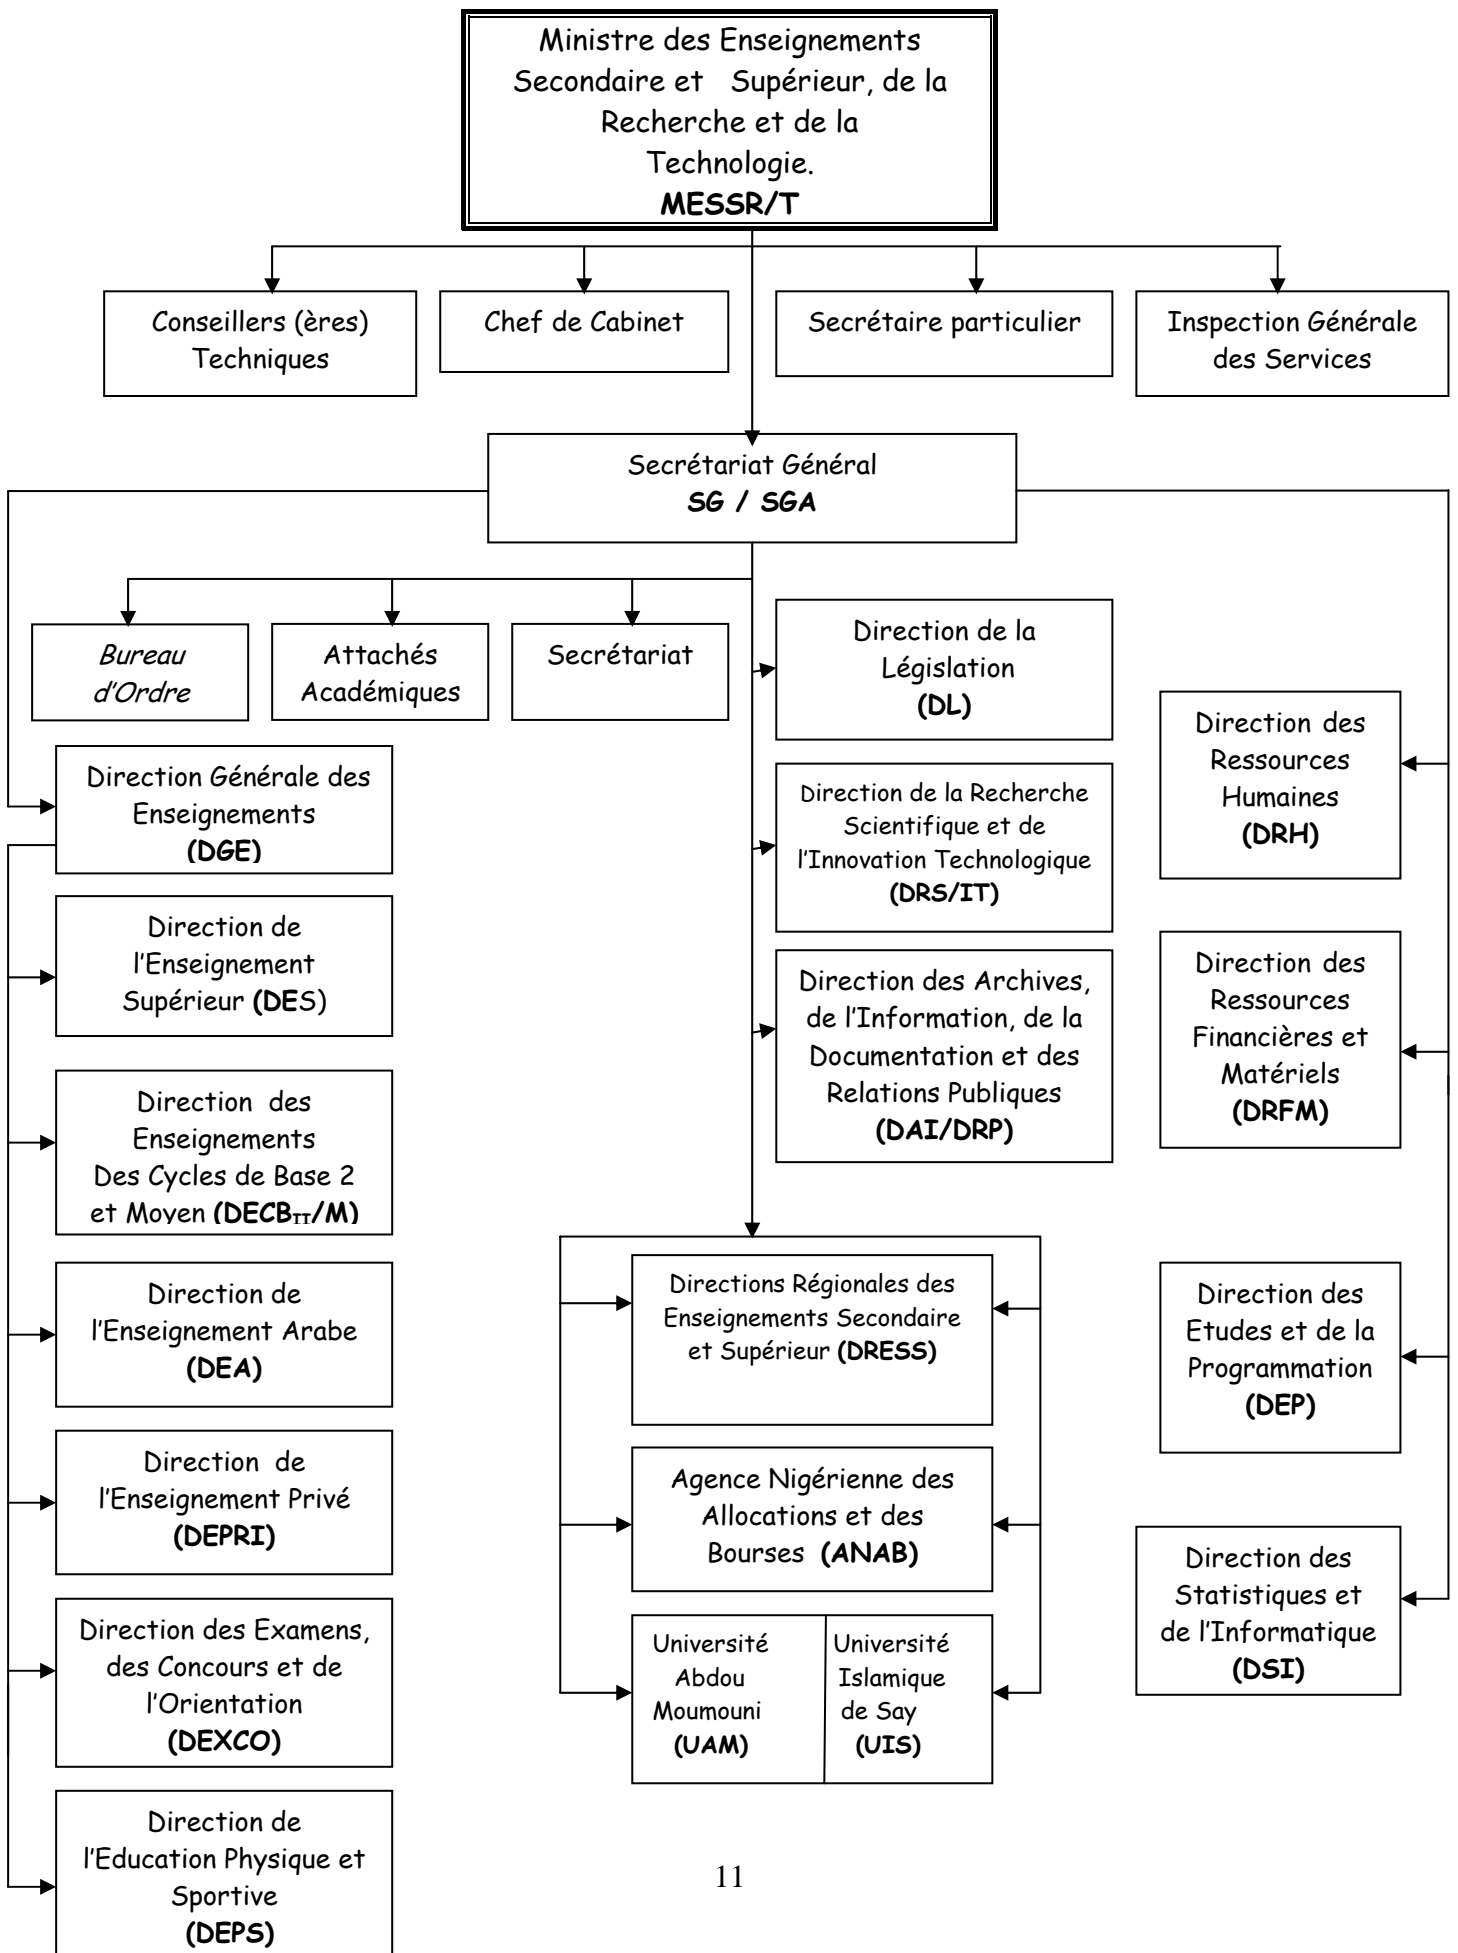 Ministre des Enseignements
Secondaire et Supérieur, de la
Recherche et de la
Technologie.
MESSR/T
Conseillers (ères)
Techniques
Chef de Cabinet
Secrétaire particulier
Inspection Générale
des Services
Secrétariat Général
SG / SGA
Bureau
d'Ordre
Attachés
Académiques
Secrétariat
Direction de la
Législation
(DL)
Direction des
Ressources
Humaines
(DRH)
Direction Générale des
Enseignements
(DGE)
Direction de la Recherche
Scientifique et de
l'Innovation Technologique
(DRS/IT)
Direction de
l'Enseignement
Supérieur (DES)
Direction des Archives,
de l'Information, de la
Documentation et des
Relations Publiques
(DAI/DRP)
Direction des
Ressources
Financières et
Matériels
(DRFM)
Direction des
Enseignements
Des Cycles de Base 2
et Moyen (DECBII/M)
Direction de
l'Enseignement Arabe
(DEA)
Directions Régionales des
Enseignements Secondaire
et Supérieur (DRESS)
Direction des
Etudes et de la
Programmation
(DEP)
Direction de
l'Enseignement Privé
(DEPRI)
Agence Nigérienne des
Allocations et des
Bourses (ANAB)
Direction des
Statistiques et
de l'Informatique
(DSI)
Direction des Examens,
des Concours et de
l'Orientation
(DEXCO)
Université
Abdou
Moumouni
(UAM)
Université
Islamique
de Say
(UIS)
Direction de
l'Education Physique et
Sportive
(DEPS)
11